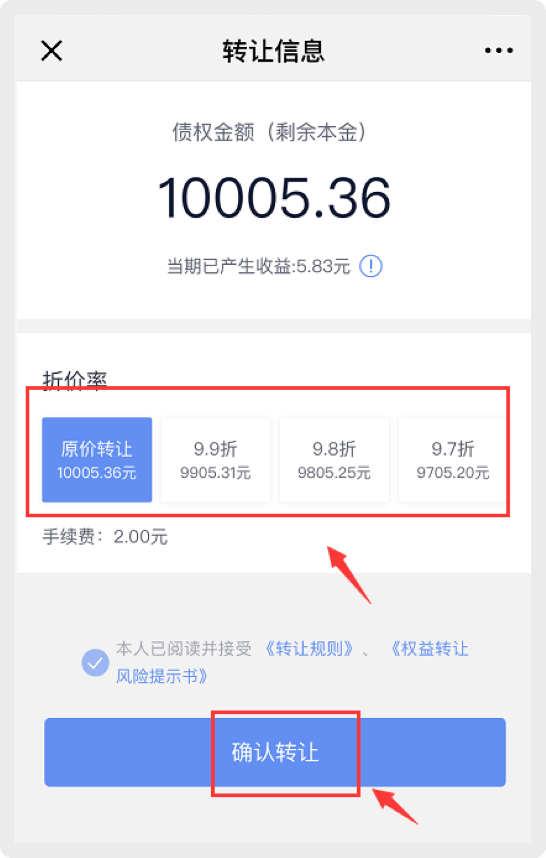 转让信息
债权金额（剩余本金）
10005.36
当期已产生收益:5.83元
折价率
原价转让 9.9折 9.8折 9.7折
10005.36元 9905.31元 9805.25元 9705.20元
手续费：2.00元
本人已阅读并接受《转让规则》、《权益转让
风险提示书》
确认转让